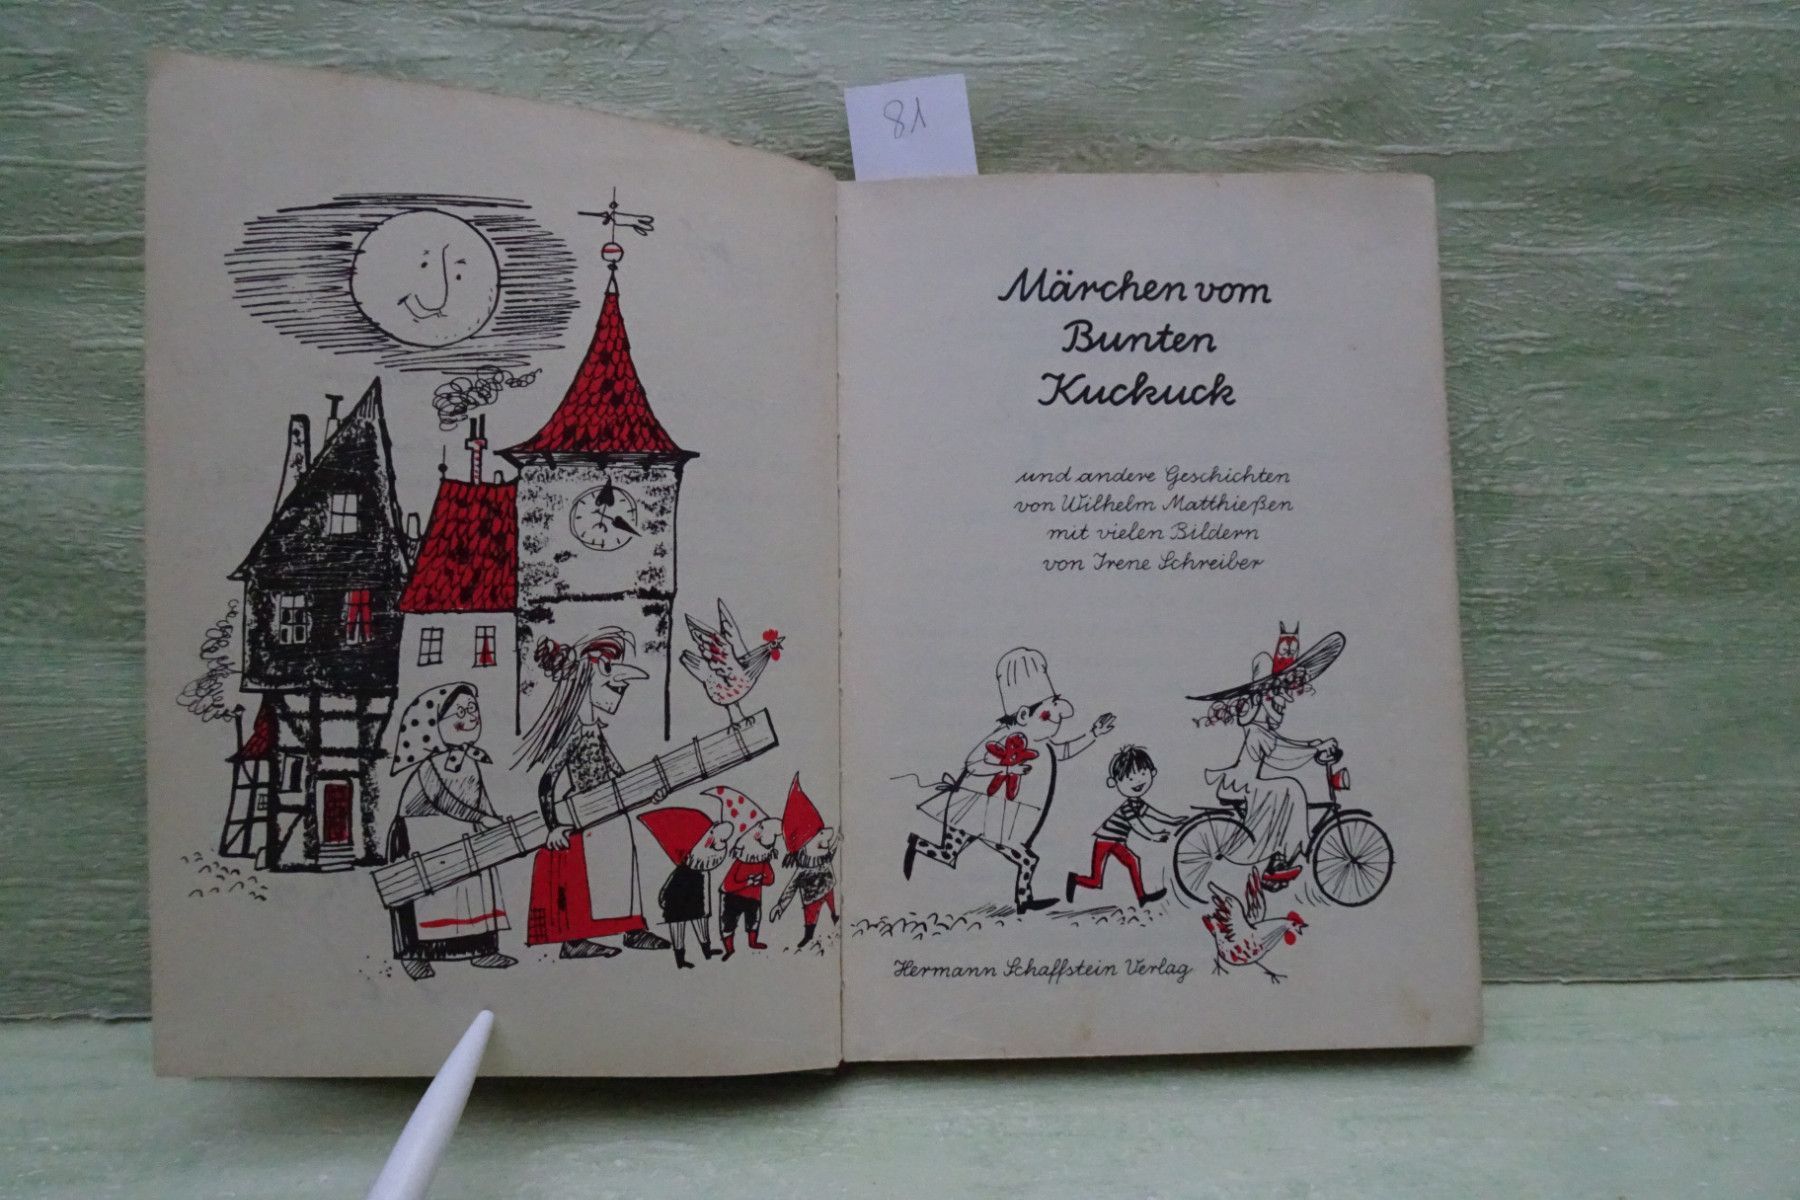 81
Märchen vom
Bunten
Kuckuck
und andere Geschichten
von Wilhelm Matthießen
mit vielen Bildern
von Irene Schreiber
Hermann Schaffstein Verlag